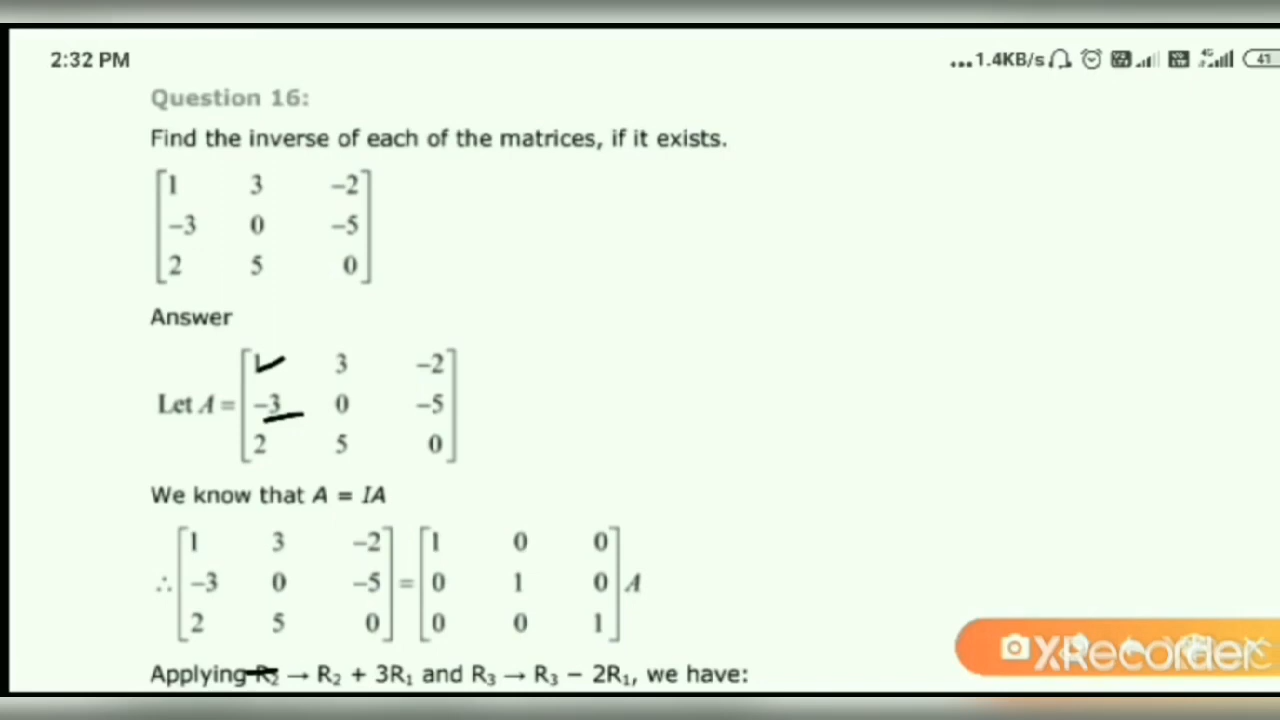 2:32 PM ...1.4KB/s 4G 41
Question 16:
Find the inverse of each of the matrices, if it exists.
1 3 −2
−3 0 −5
2 5 0
Answer
1 3 −2
Let A = −3 0 −5
2 5 0
We know that A = IA
1 3 −2 1 0 0
∴ −3 0 −5 = 0 1 0 A
2 5 0 0 0 1
Applying R₂ → R₂ + 3R₁ and R₃ → R₃ − 2R₁, we have:
XRecorder